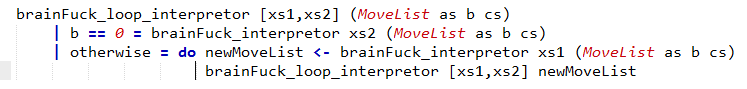 brainFuck_loop_interpretor [xs1,xs2] (MoveList as b cs)
| b == 0 = brainFuck_interpretor xs2 (MoveList as b cs)
| otherwise = do newMoveList <- brainFuck_interpretor xs1 (MoveList as b cs)
brainFuck_loop_interpretor [xs1,xs2] newMoveList